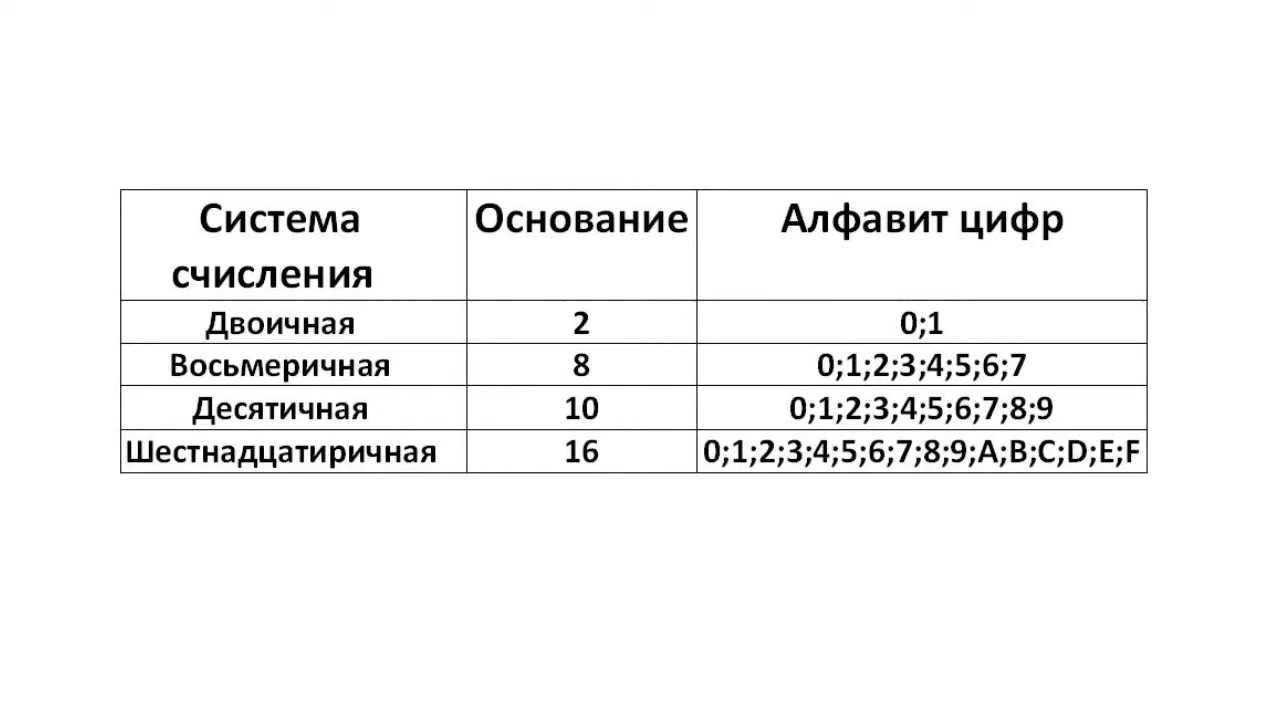 Система Основание Алфавит цифр
счисления
Двоичная 2 0;1
Восьмеричная 8 0;1;2;3;4;5;6;7
Десятичная 10 0;1;2;3;4;5;6;7;8;9
Шестнадцатиричная 16 0;1;2;3;4;5;6;7;8;9;A;B;C;D;E;F